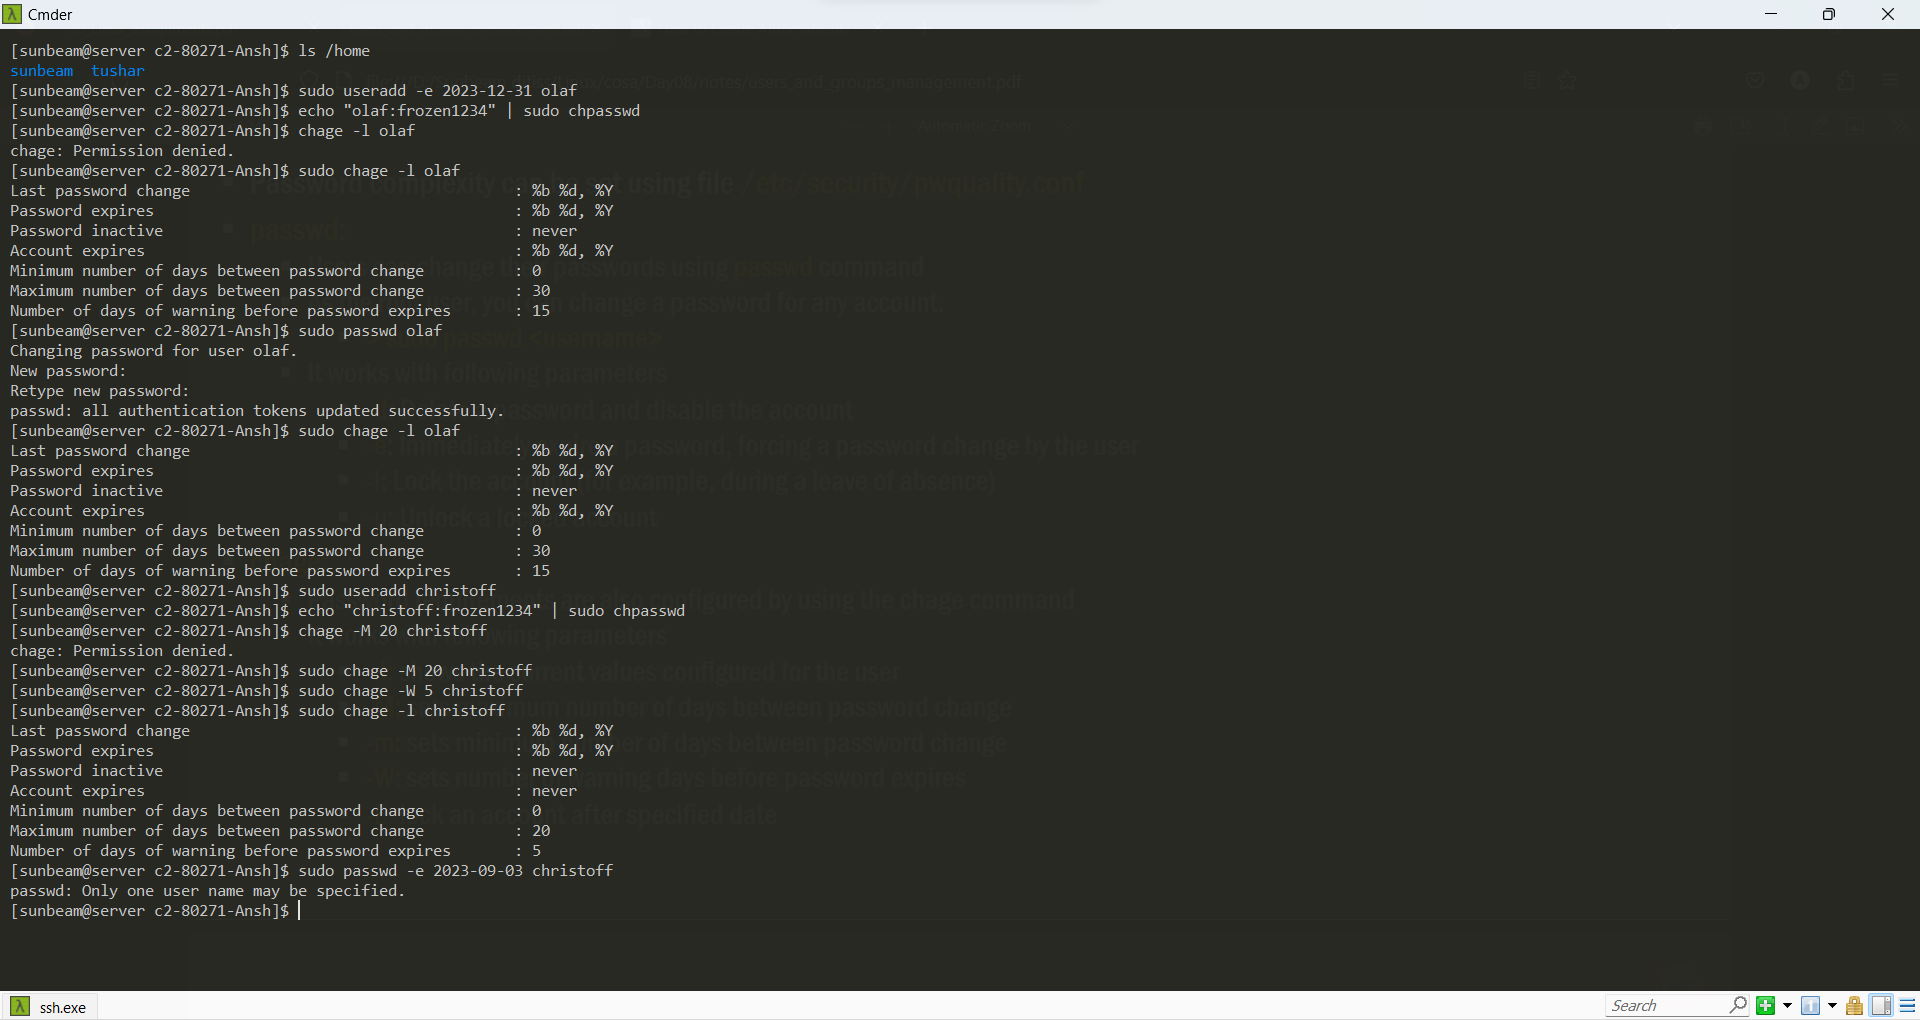 Cmder
[sunbeam@server c2-80271-Ansh]$ ls /home
sunbeam  tushar
[sunbeam@server c2-80271-Ansh]$ sudo useradd -e 2023-12-31 olaf
[sunbeam@server c2-80271-Ansh]$ echo "olaf:frozen1234" | sudo chpasswd
[sunbeam@server c2-80271-Ansh]$ chage -l olaf
chage: Permission denied.
[sunbeam@server c2-80271-Ansh]$ sudo chage -l olaf
Last password change : %b %d, %Y
Password expires : %b %d, %Y
Password inactive : never
Account expires : %b %d, %Y
Minimum number of days between password change : 0
Maximum number of days between password change : 30
Number of days of warning before password expires : 15
[sunbeam@server c2-80271-Ansh]$ sudo passwd olaf
Changing password for user olaf.
New password:
Retype new password:
passwd: all authentication tokens updated successfully.
[sunbeam@server c2-80271-Ansh]$ sudo chage -l olaf
Last password change : %b %d, %Y
Password expires : %b %d, %Y
Password inactive : never
Account expires : %b %d, %Y
Minimum number of days between password change : 0
Maximum number of days between password change : 30
Number of days of warning before password expires : 15
[sunbeam@server c2-80271-Ansh]$ sudo useradd christoff
[sunbeam@server c2-80271-Ansh]$ echo "christoff:frozen1234" | sudo chpasswd
[sunbeam@server c2-80271-Ansh]$ chage -M 20 christoff
chage: Permission denied.
[sunbeam@server c2-80271-Ansh]$ sudo chage -M 20 christoff
[sunbeam@server c2-80271-Ansh]$ sudo chage -W 5 christoff
[sunbeam@server c2-80271-Ansh]$ sudo chage -l christoff
Last password change : %b %d, %Y
Password expires : %b %d, %Y
Password inactive : never
Account expires : never
Minimum number of days between password change : 0
Maximum number of days between password change : 20
Number of days of warning before password expires : 5
[sunbeam@server c2-80271-Ansh]$ sudo passwd -e 2023-09-03 christoff
passwd: Only one user name may be specified.
[sunbeam@server c2-80271-Ansh]$
ssh.exe
Search